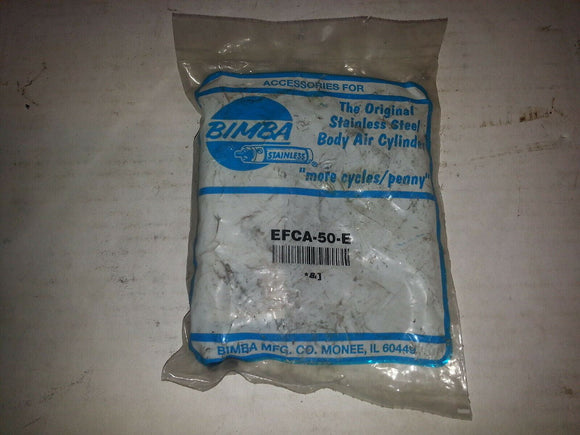 ACCESSORIES FOR
BIMBA
STAINLESS
The Original
Stainless Steel
Body Air Cylinder
"more cycles/penny"
EFCA-50-E
BIMBA MFG. CO. MONEE, IL 60449